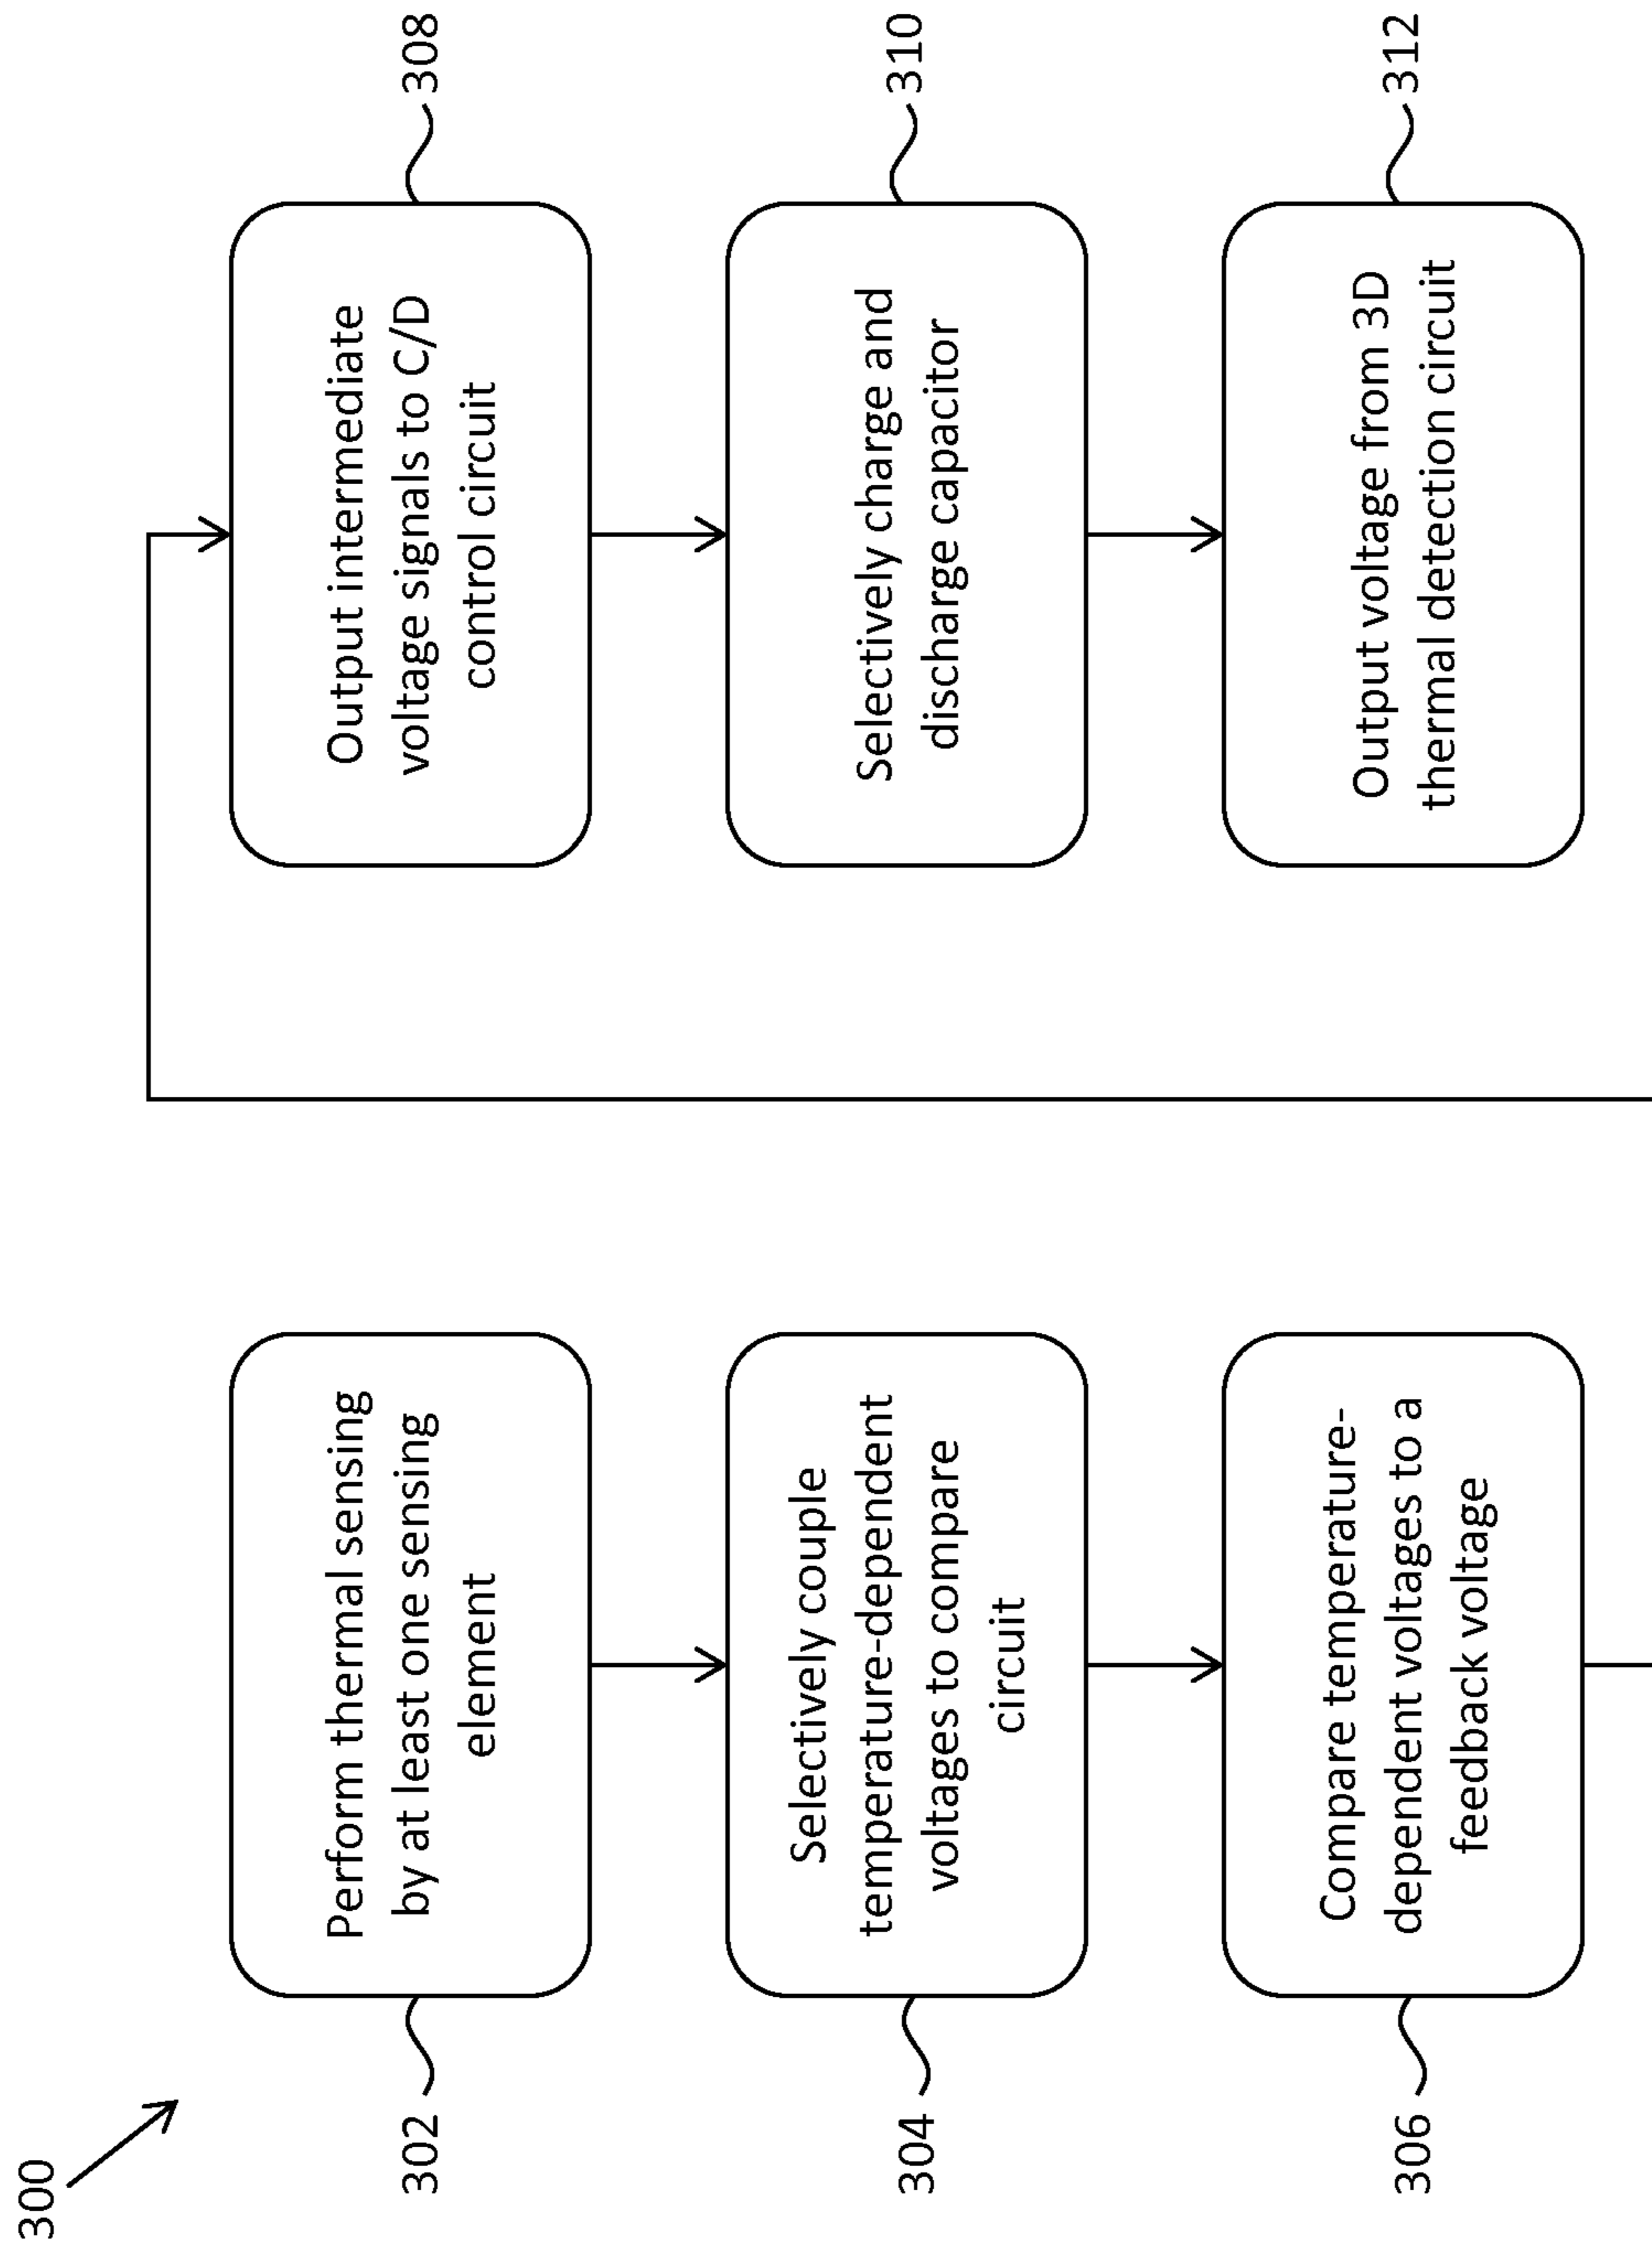 300
302
Perform thermal sensing
by at least one sensing
element
304
Selectively couple
temperature-dependent
voltages to compare
circuit
306
Compare temperature-
dependent voltages to a
feedback voltage
308
Output intermediate
voltage signals to C/D
control circuit
310
Selectively charge and
discharge capacitor
312
Output voltage from 3D
thermal detection circuit